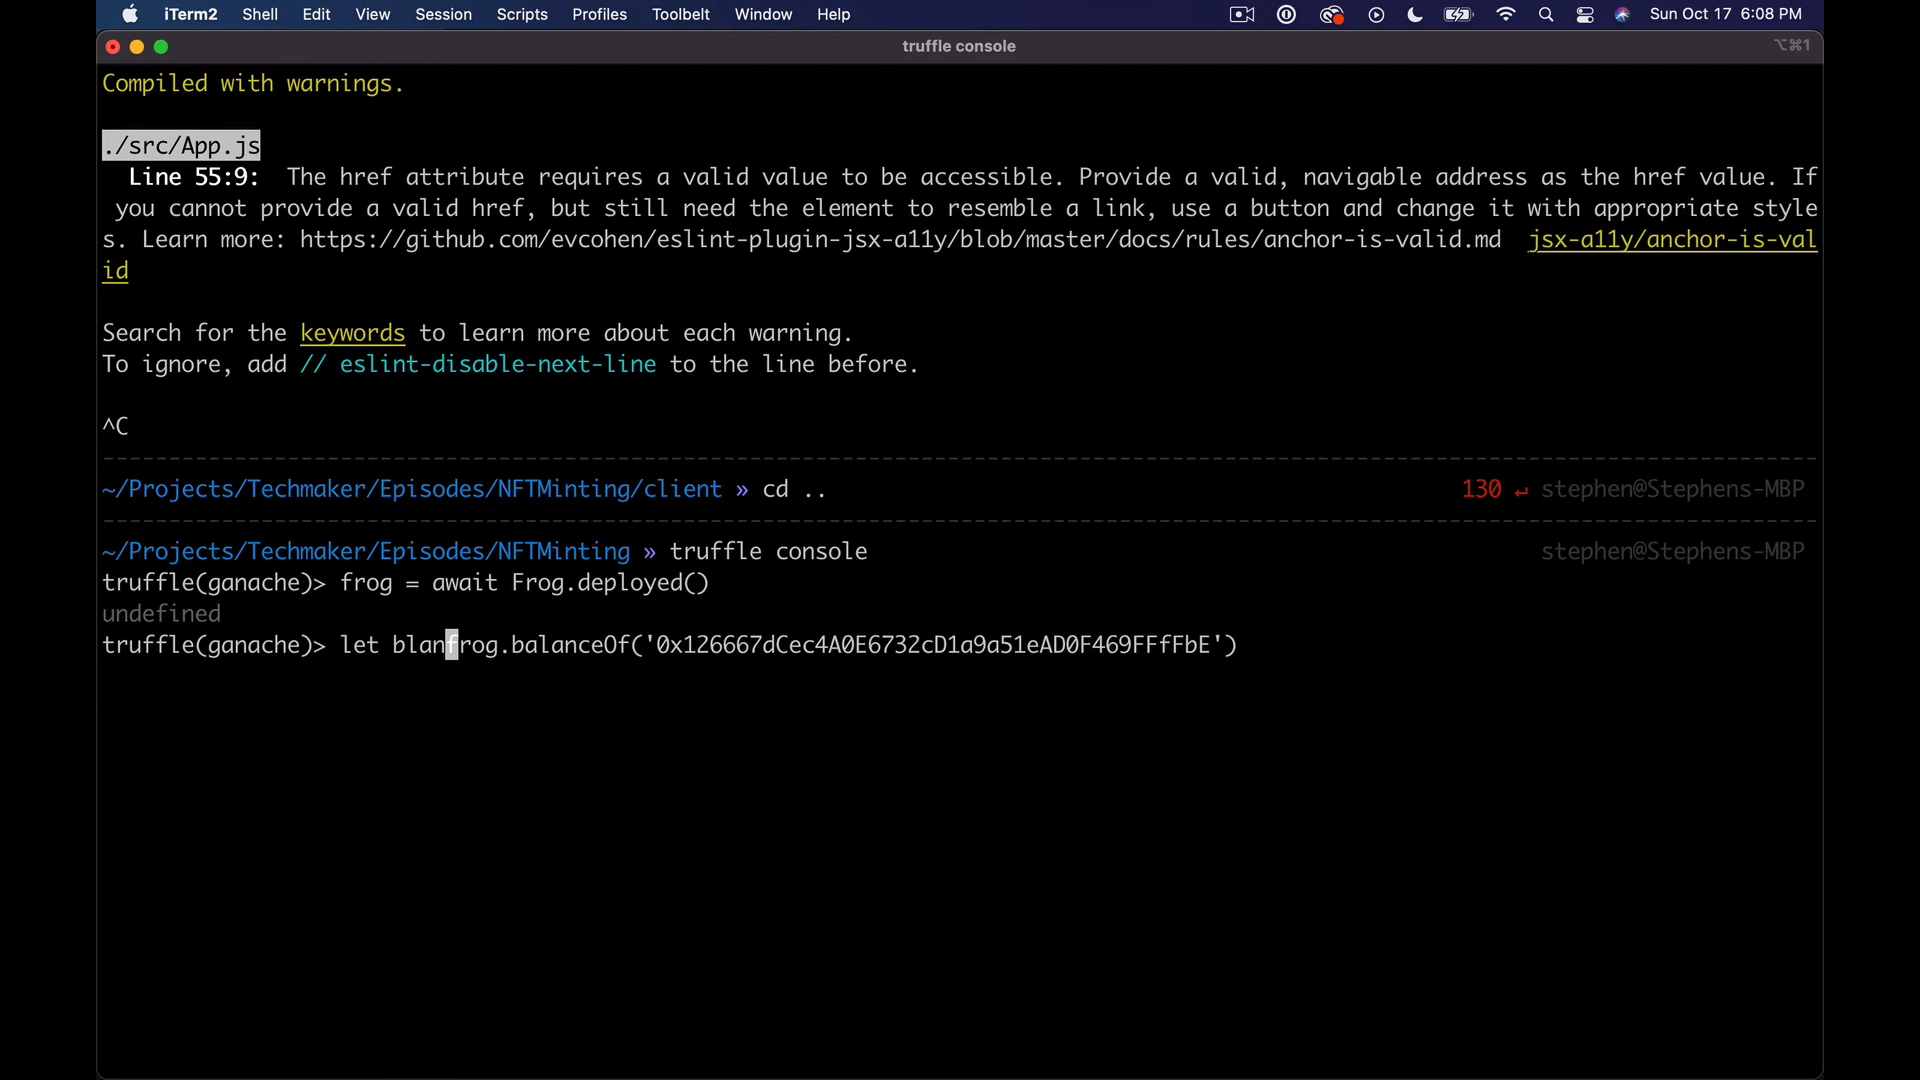 iTerm2 Shell Edit View Session Scripts Profiles Toolbelt Window Help Sun Oct 17 6:08 PM
truffle console ⌥⌘1
Compiled with warnings.
./src/App.js
Line 55:9: The href attribute requires a valid value to be accessible. Provide a valid, navigable address as the href value. If
you cannot provide a valid href, but still need the element to resemble a link, use a button and change it with appropriate style
s. Learn more: https://github.com/evcohen/eslint-plugin-jsx-a11y/blob/master/docs/rules/anchor-is-valid.md jsx-a11y/anchor-is-val
id
Search for the keywords to learn more about each warning.
To ignore, add // eslint-disable-next-line to the line before.
^C
~/Projects/Techmaker/Episodes/NFTMinting/client » cd .. 130 ↵ stephen@Stephens-MBP
~/Projects/Techmaker/Episodes/NFTMinting » truffle console stephen@Stephens-MBP
truffle(ganache)> frog = await Frog.deployed()
undefined
truffle(ganache)> let blanfrog.balanceOf('0x126667dCec4A0E6732cD1a9a51eAD0F469FFfFbE')